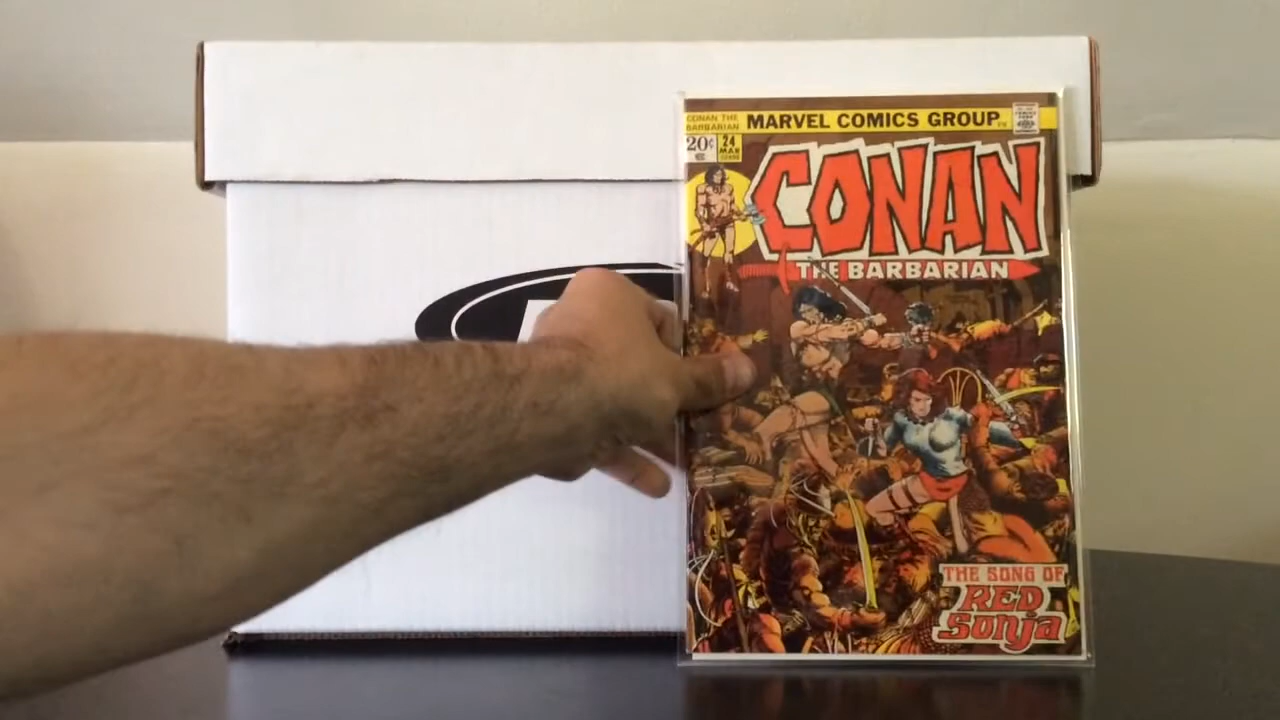 CONAN THE
BARBARIAN
MARVEL COMICS GROUP
20¢
24
MAR
CONAN
THE BARBARIAN
THE SONG OF
RED
Sonja